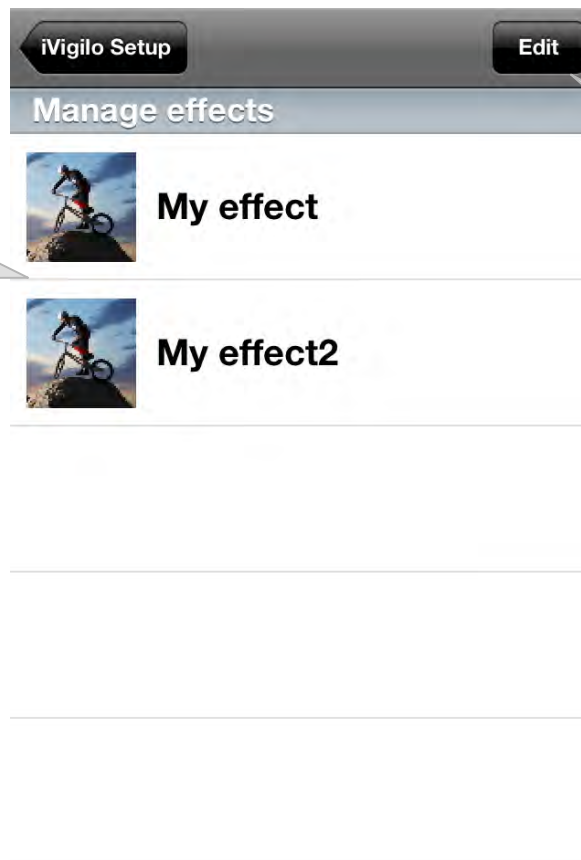 iVigilo Setup
Edit
Manage effects
My effect
My effect2